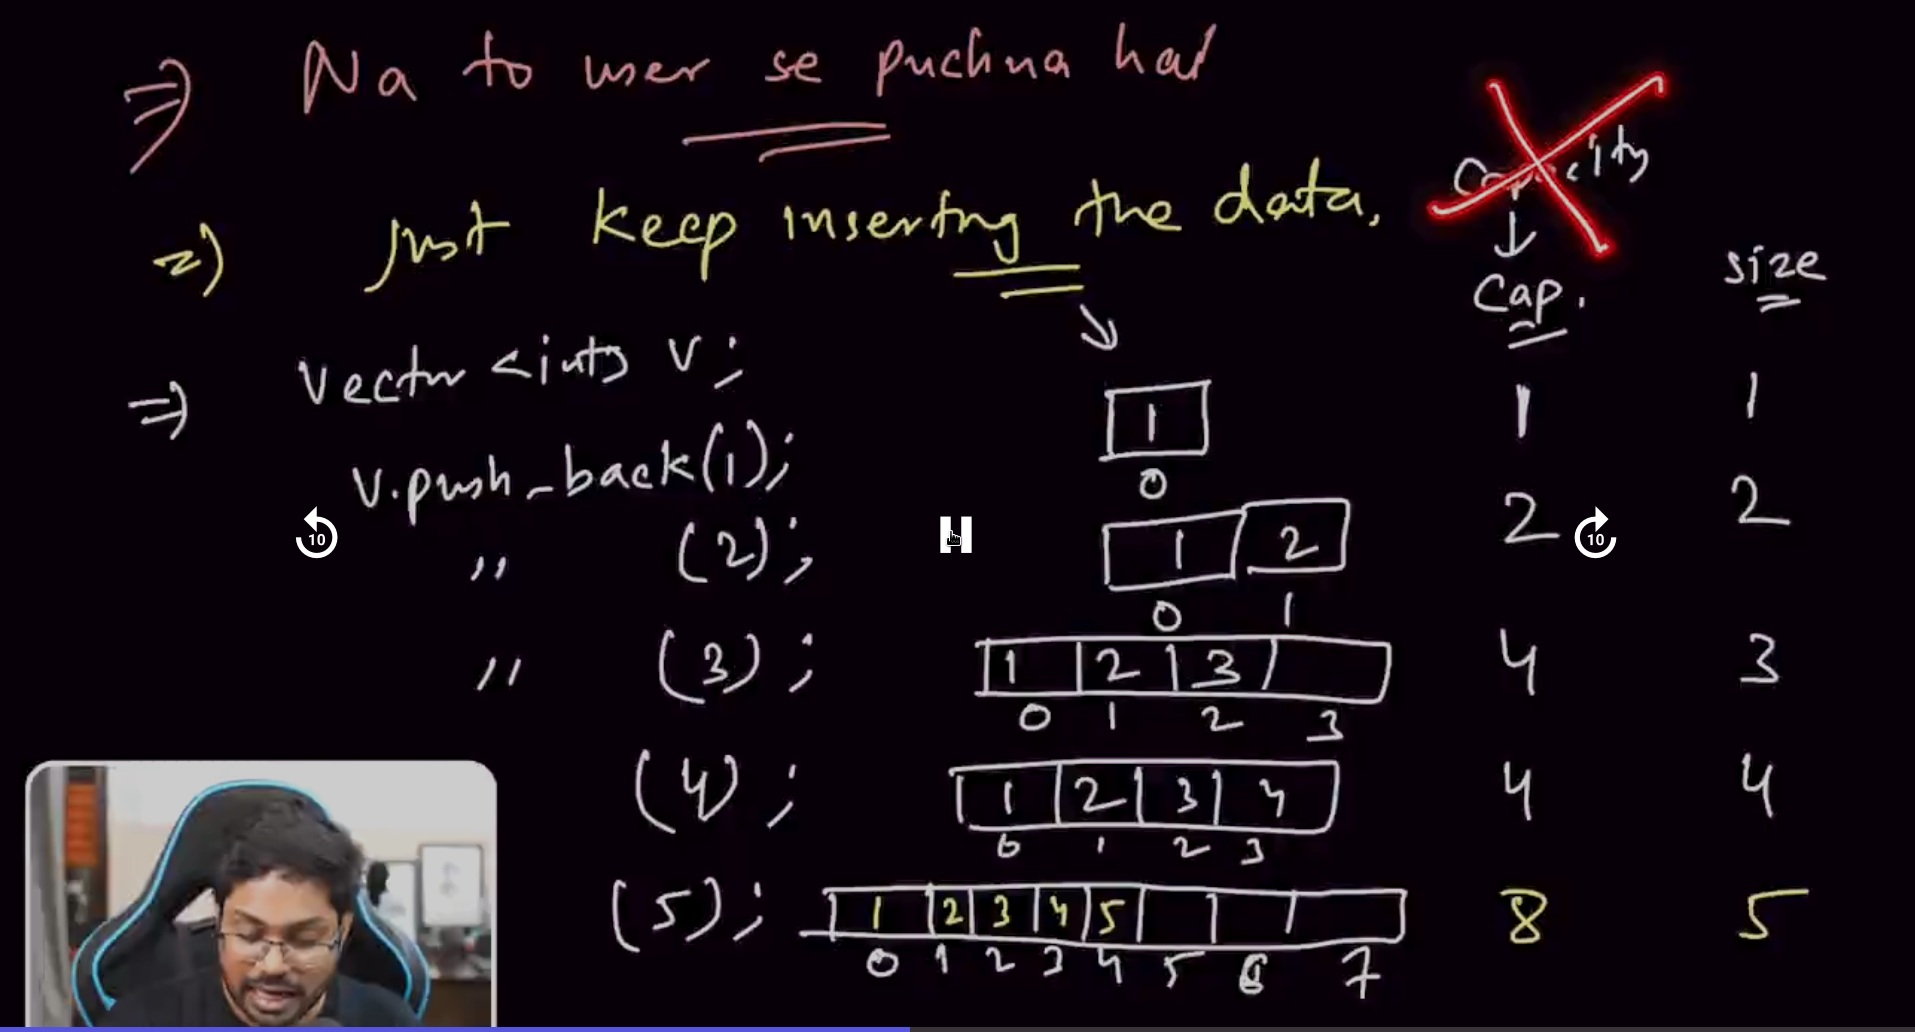 ⇒ Na to user se puchna hai
⇒ just keep inserting the data.
Capacity
↓
Cap. size
⇒ vector <int> v;
1 1 1
v.push_back(1);
0
10 10
" (2); 1 2 2 2
0 1
" (3); 1 2 3 4 3
0 1 2 3
(4); 1 2 3 4 4 4
0 1 2 3
(5); 1 2 3 4 5 8 5
0 1 2 3 4 5 6 7